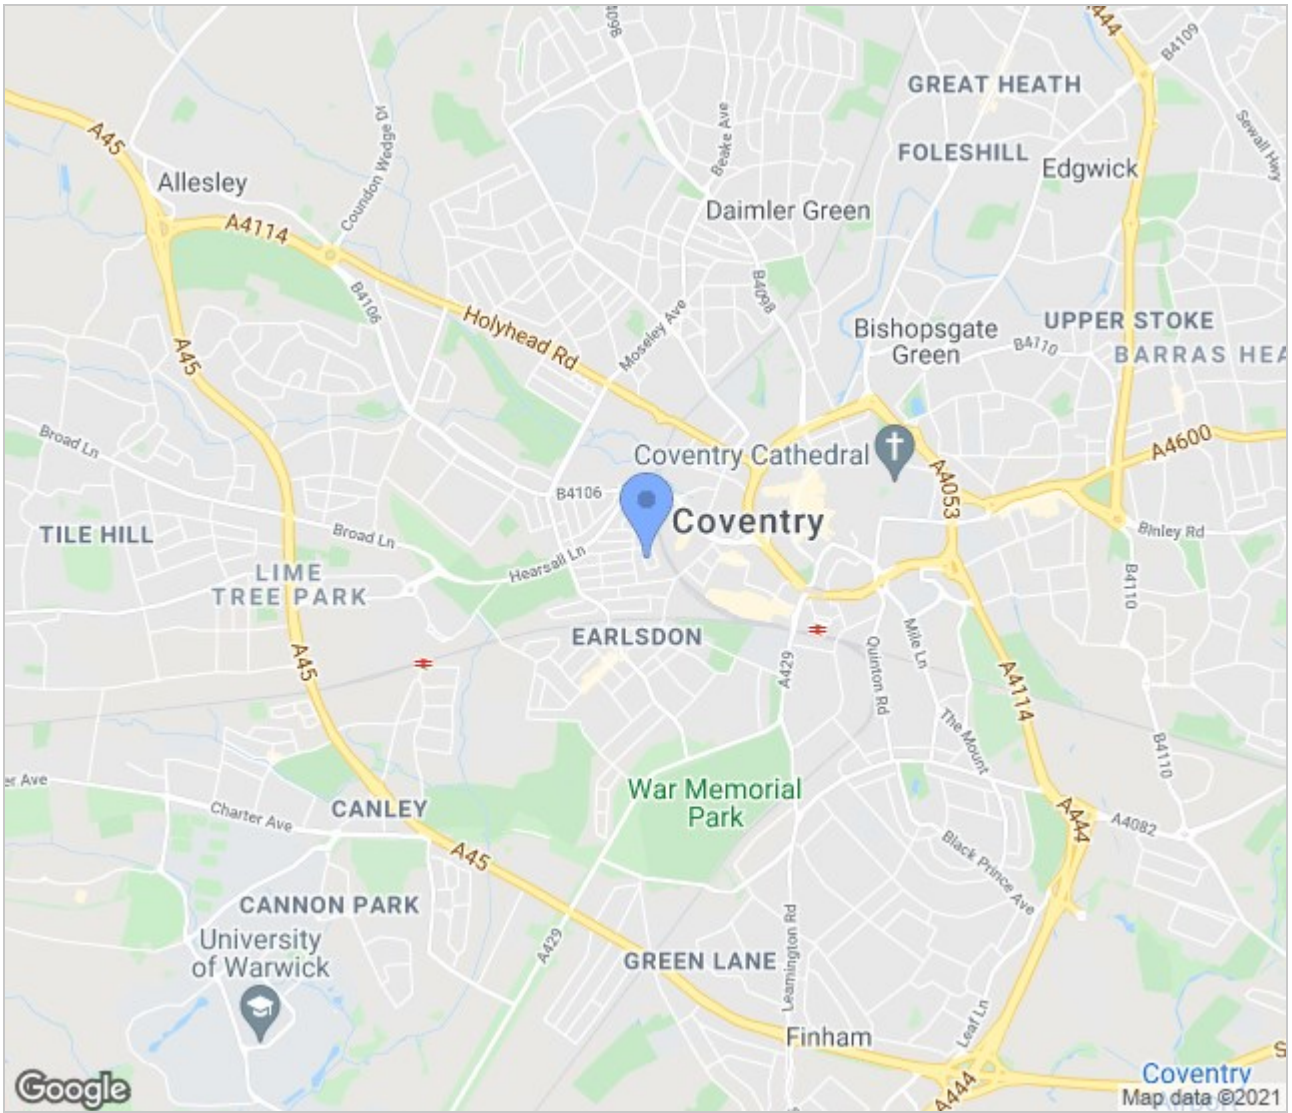 A444
B4098
B4109
GREAT HEATH
Sewall Hwy
Beake Ave
A45
Coundon Wedge Dr
FOLESHILL
Edgwick
Allesley
Daimler Green
A4114
B4098
B4106
Holyhead Rd
Moseley Ave
Bishopsgate
Green
UPPER STOKE
B4110
BARRAS HEA
A45
Broad Ln
Coventry Cathedral
A4600
A4053
B4106
Coventry
TILE HILL
Broad Ln
Binley Rd
Hearsall Ln
LIME
TREE PARK
B4110
EARLSDON
A45
A429
Quinton Rd
Mile Ln
A4114
The Mount
B4110
er Ave
War Memorial
Park
CANLEY
Charter Ave
A444
A4082
A45
Black Prince Ave
CANNON PARK
University
of Warwick
A429
GREEN LANE
Leamington Rd
Leaf Ln
Finham
S
Coventry
A444
Google
Map data ©2021